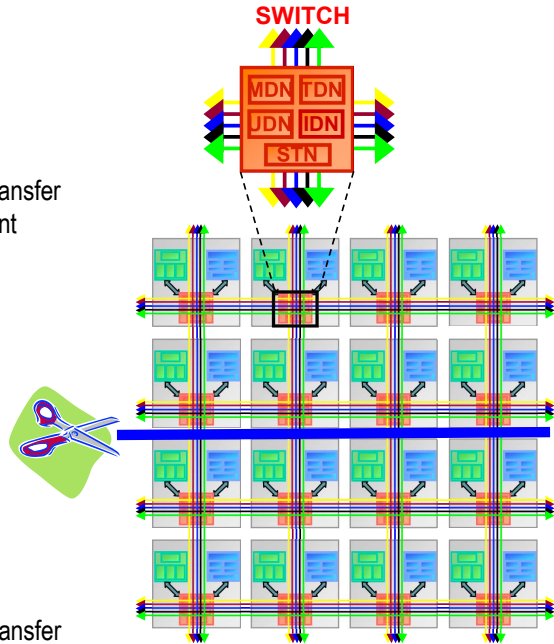 SWITCH
MDN TDN
UDN IDN
STN
ansfer
nt
ansfer